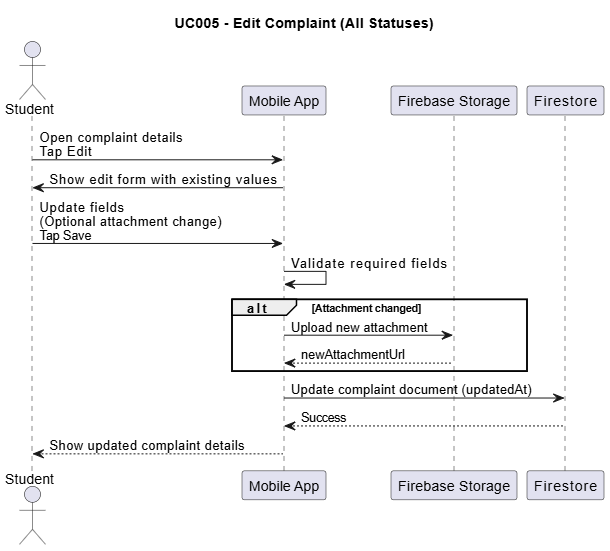 UC005 - Edit Complaint (All Statuses)
Student
Mobile App
Firebase Storage
Firestore
Open complaint details
Tap Edit
Show edit form with existing values
Update fields
(Optional attachment change)
Tap Save
Validate required fields
alt
[Attachment changed]
Upload new attachment
newAttachmentUrl
Update complaint document (updatedAt)
Success
Show updated complaint details
Student
Mobile App
Firebase Storage
Firestore